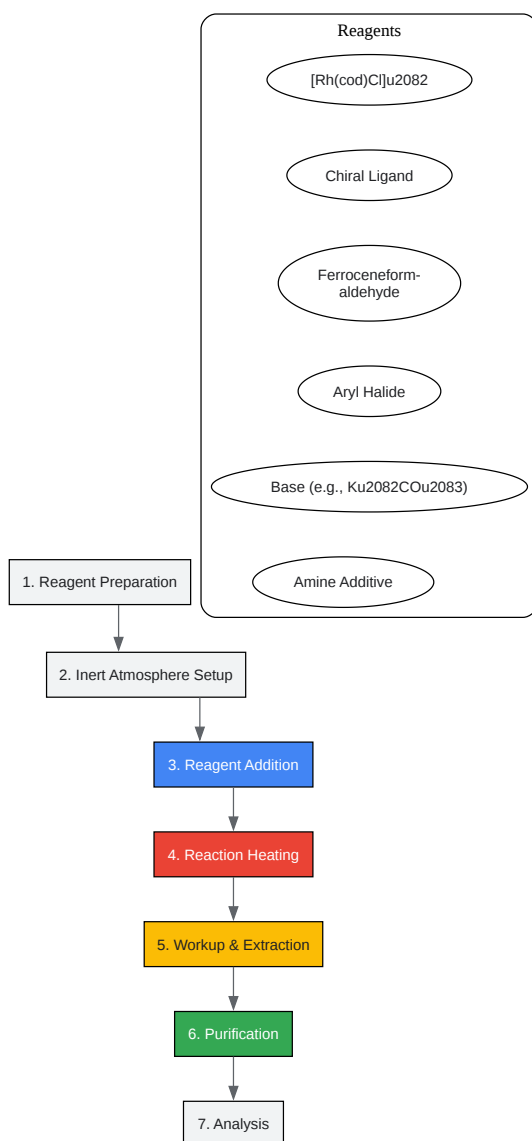 Reagents
[Rh(cod)Cl]u2082
Chiral Ligand
Ferroceneform-
aldehyde
Aryl Halide
Base (e.g., Ku2082COu2083)
Amine Additive
1. Reagent Preparation
2. Inert Atmosphere Setup
3. Reagent Addition
4. Reaction Heating
5. Workup & Extraction
6. Purification
7. Analysis